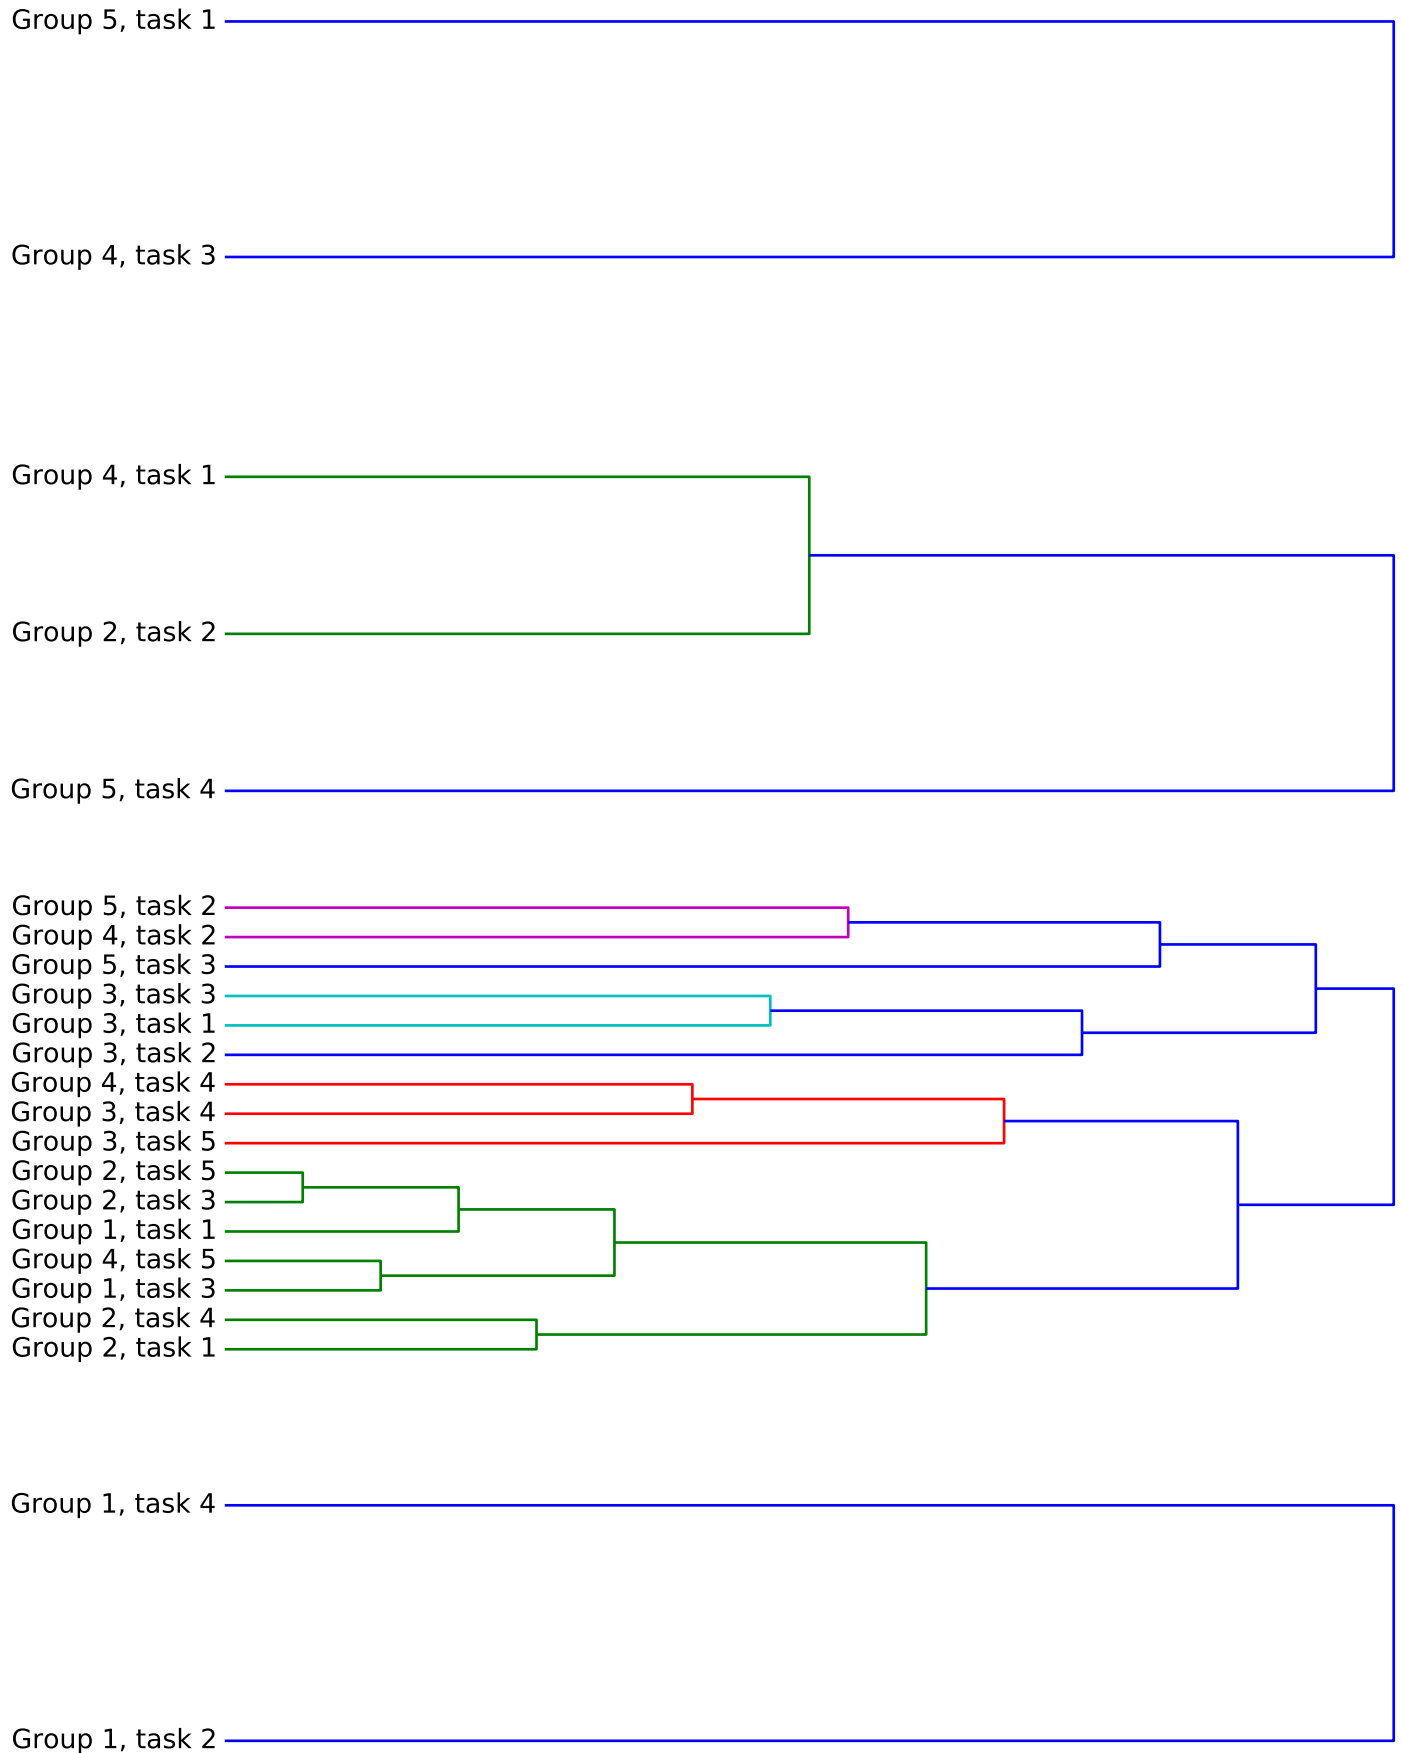 Group 5, task 1
Group 4, task 3
Group 4, task 1
Group 2, task 2
Group 5, task 4
Group 5, task 2
Group 4, task 2
Group 5, task 3
Group 3, task 3
Group 3, task 1
Group 3, task 2
Group 4, task 4
Group 3, task 4
Group 3, task 5
Group 2, task 5
Group 2, task 3
Group 1, task 1
Group 4, task 5
Group 1, task 3
Group 2, task 4
Group 2, task 1
Group 1, task 4
Group 1, task 2